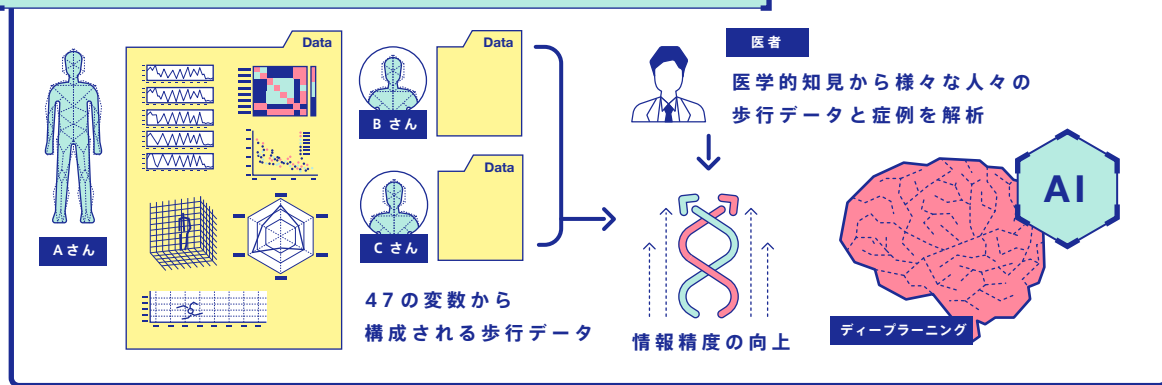 Data
Aさん
Data
Bさん
Data
Cさん
47の変数から
構成される歩行データ
医者
医学的知見から様々な人々の
歩行データと症例を解析
情報精度の向上
AI
ディープラーニング